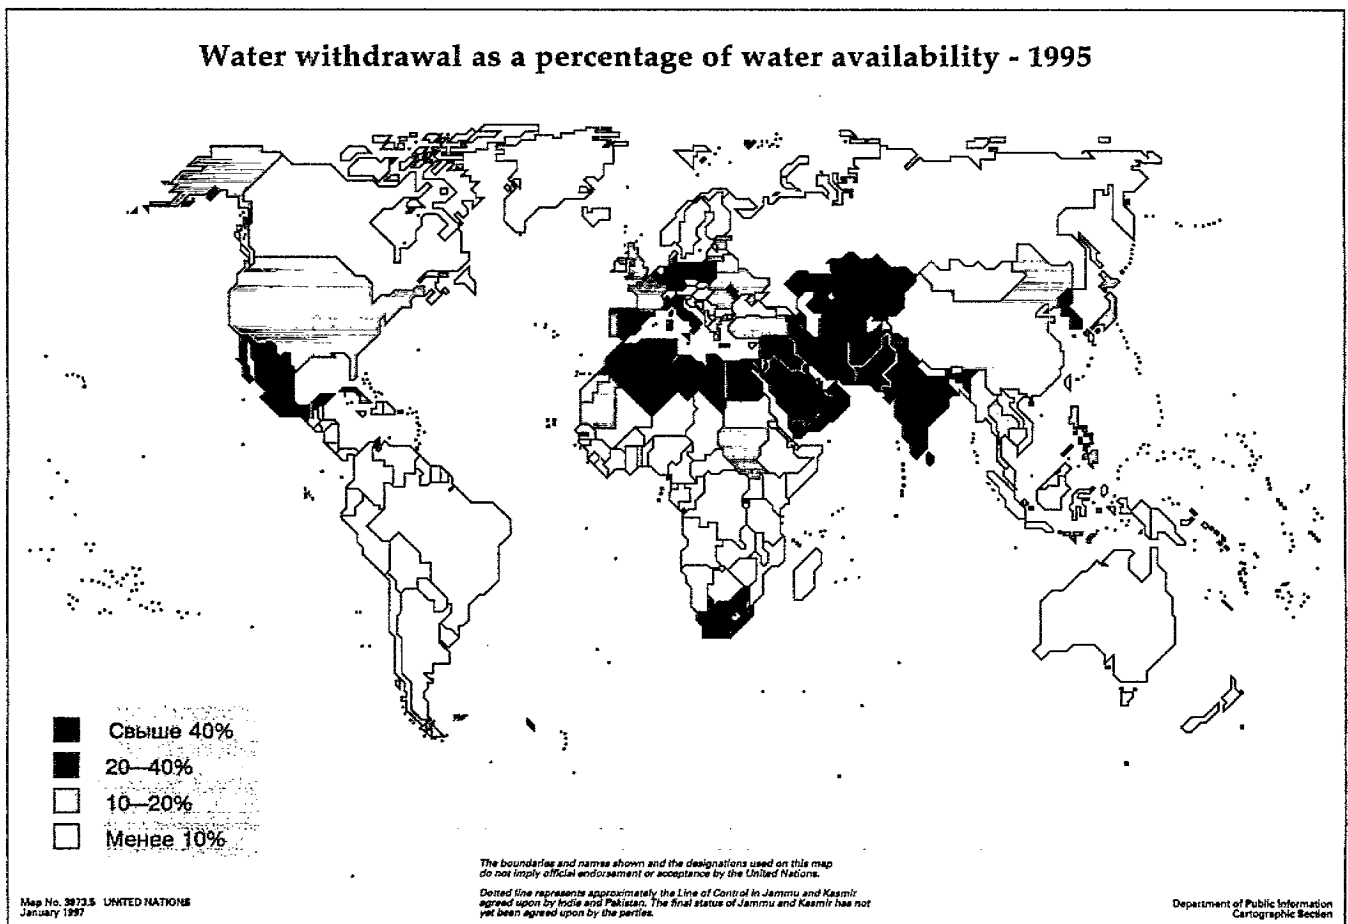 Water withdrawal as a percentage of water availability - 1995
Свыше 40%
20—40%
10—20%
Менее 10%
The boundaries and names shown and the designations used on this map
do not imply official endorsement or acceptance by the United Nations.
Dotted line represents approximately the Line of Control in Jammu and Kasmir
agreed upon by India and Pakistan. The final status of Jammu and Kasmir has not
yet been agreed upon by the parties.
Map No. 3973.5 UNITED NATIONS
January 1997
Department of Public Information
Cartographic Section